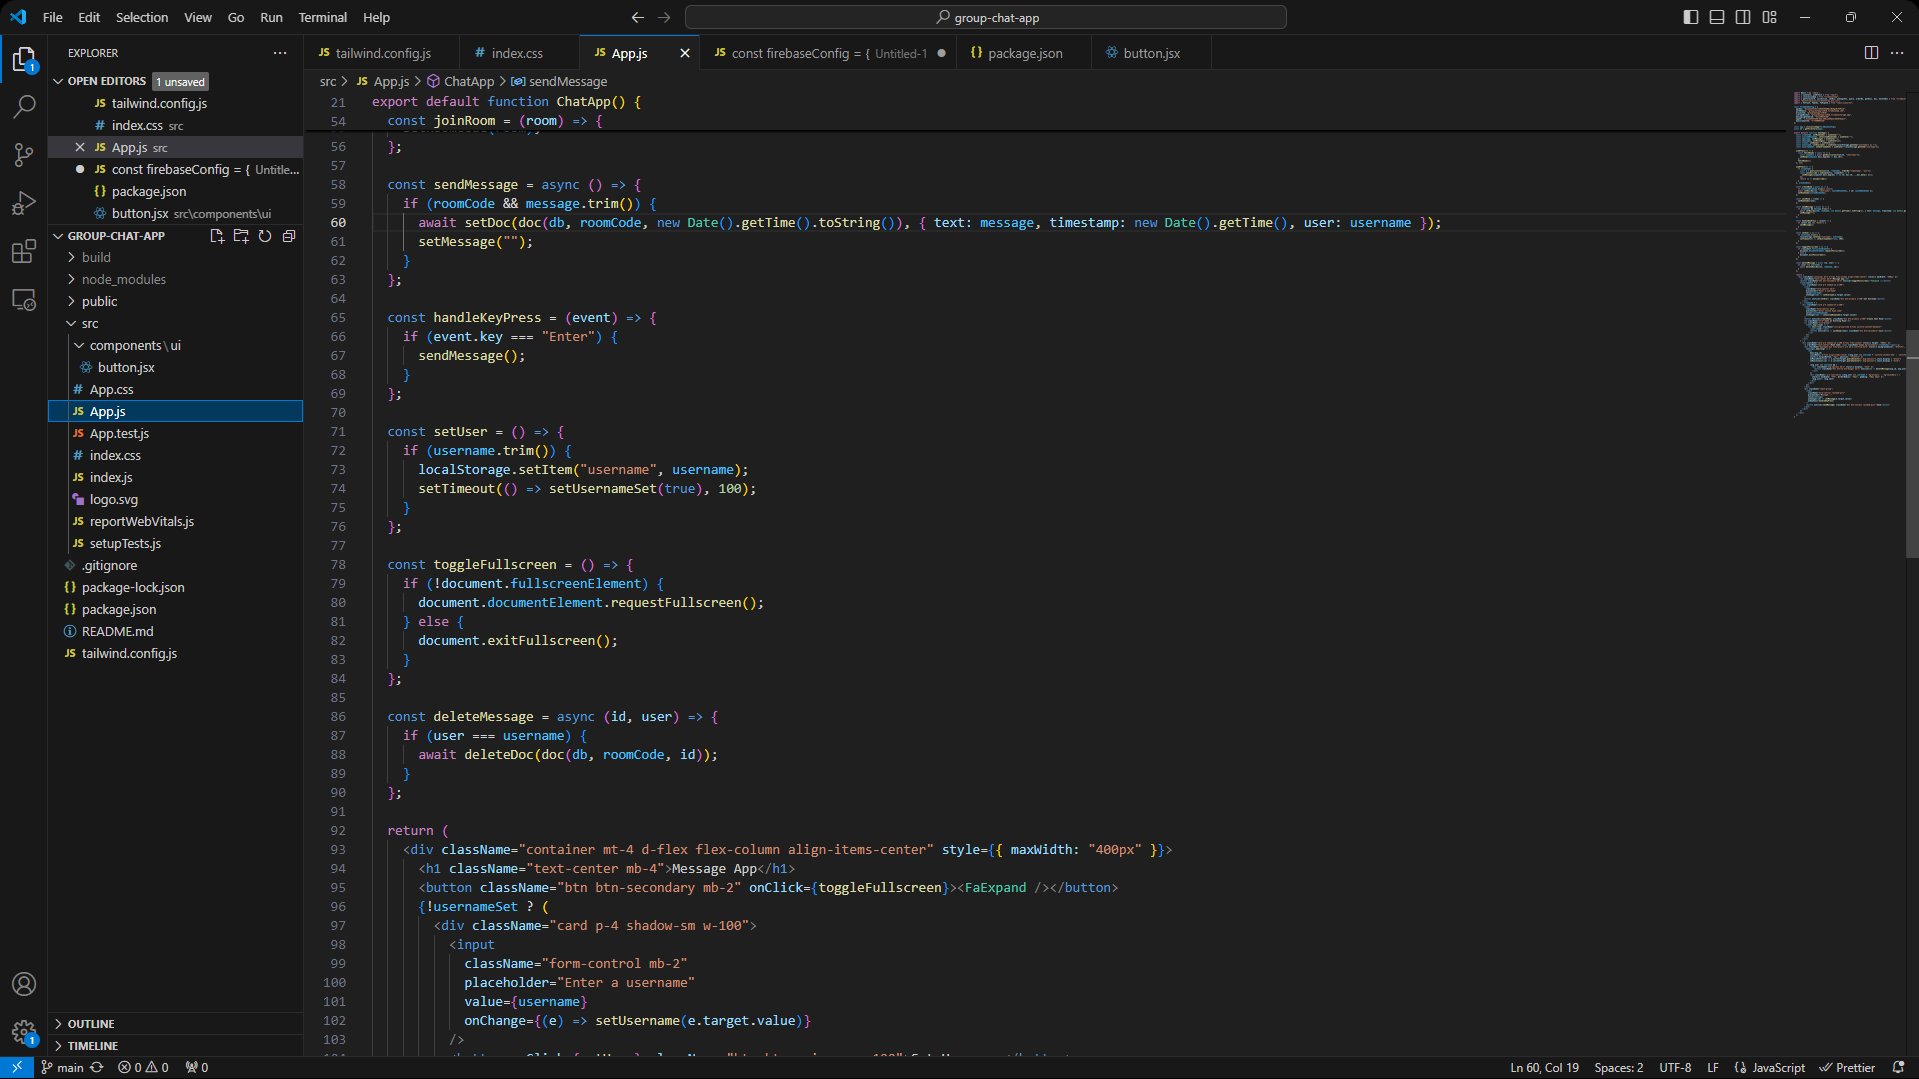 File Edit Selection View Go Run Terminal Help
group-chat-app
EXPLORER
OPEN EDITORS 1 unsaved
JS tailwind.config.js
# index.css src
JS App.js src
JS const firebaseConfig = { Untitle...
{} package.json
button.jsx src\components\ui
GROUP-CHAT-APP
build
node_modules
public
src
components\ui
button.jsx
# App.css
JS App.js
JS App.test.js
# index.css
JS index.js
logo.svg
JS reportWebVitals.js
JS setupTests.js
.gitignore
{} package-lock.json
{} package.json
README.md
JS tailwind.config.js
OUTLINE
TIMELINE
JS tailwind.config.js # index.css JS App.js JS const firebaseConfig = { Untitled-1 {} package.json button.jsx
src > JS App.js > ChatApp > sendMessage
21 export default function ChatApp() {
54 const joinRoom = (room) => {
56 };
57
58 const sendMessage = async () => {
59 if (roomCode && message.trim()) {
60 await setDoc(doc(db, roomCode, new Date().getTime().toString()), { text: message, timestamp: new Date().getTime(), user: username });
61 setMessage("");
62 }
63 };
64
65 const handleKeyPress = (event) => {
66 if (event.key === "Enter") {
67 sendMessage();
68 }
69 };
70
71 const setUser = () => {
72 if (username.trim()) {
73 localStorage.setItem("username", username);
74 setTimeout(() => setUsernameSet(true), 100);
75 }
76 };
77
78 const toggleFullscreen = () => {
79 if (!document.fullscreenElement) {
80 document.documentElement.requestFullscreen();
81 } else {
82 document.exitFullscreen();
83 }
84 };
85
86 const deleteMessage = async (id, user) => {
87 if (user === username) {
88 await deleteDoc(doc(db, roomCode, id));
89 }
90 };
91
92 return (
93 <div className="container mt-4 d-flex flex-column align-items-center" style={{ maxWidth: "400px" }}>
94 <h1 className="text-center mb-4">Message App</h1>
95 <button className="btn btn-secondary mb-2" onClick={toggleFullscreen}><FaExpand /></button>
96 {!usernameSet ? (
97 <div className="card p-4 shadow-sm w-100">
98 <input
99 className="form-control mb-2"
100 placeholder="Enter a username"
101 value={username}
102 onChange={(e) => setUsername(e.target.value)}
103 />
1
1
main 0 0 0
Ln 60, Col 19 Spaces: 2 UTF-8 LF {} JavaScript Prettier